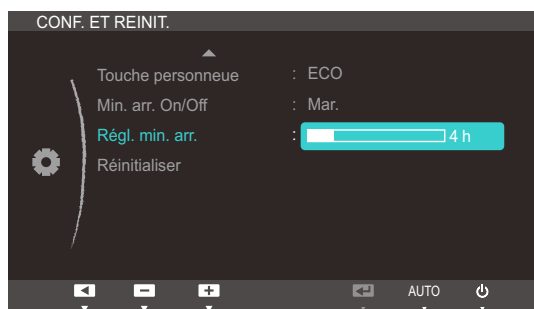 CONF. ET REINIT.
Touche personneue : ECO
Min. arr. On/Off : Mar.
Régl. min. arr. : 4 h
Réinitialiser
AUTO